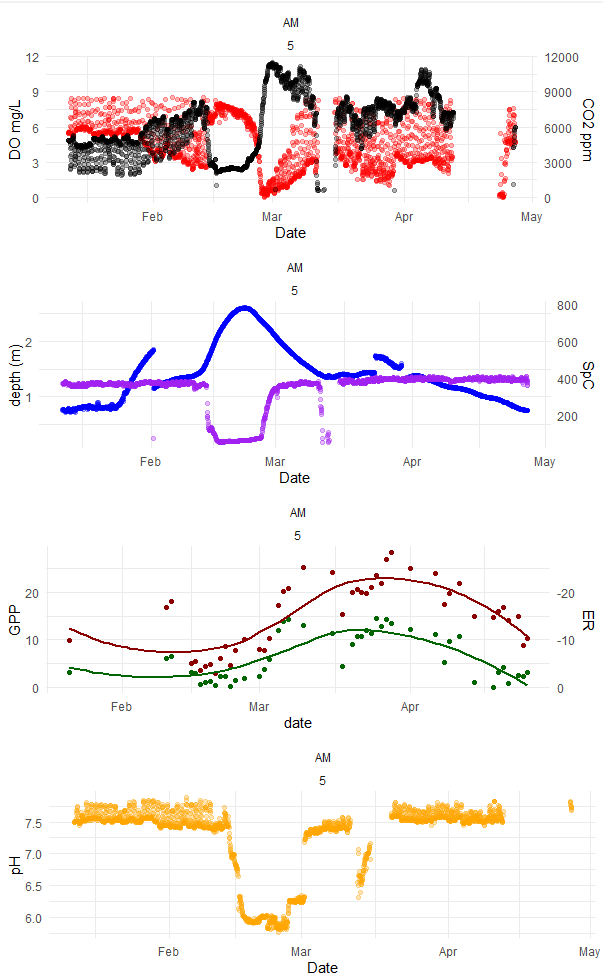 AM
5
12
9
6
3
0
DO mg/L
12000
9000
6000
3000
0
CO2 ppm
Feb Mar Apr May
Date
AM
5
2
1
depth (m)
800
600
400
200
SpC
Feb Mar Apr May
Date
AM
5
20
10
0
GPP
-20
-10
0
ER
Feb Mar Apr
date
AM
5
7.5
7.0
6.5
6.0
pH
Feb Mar Apr May
Date